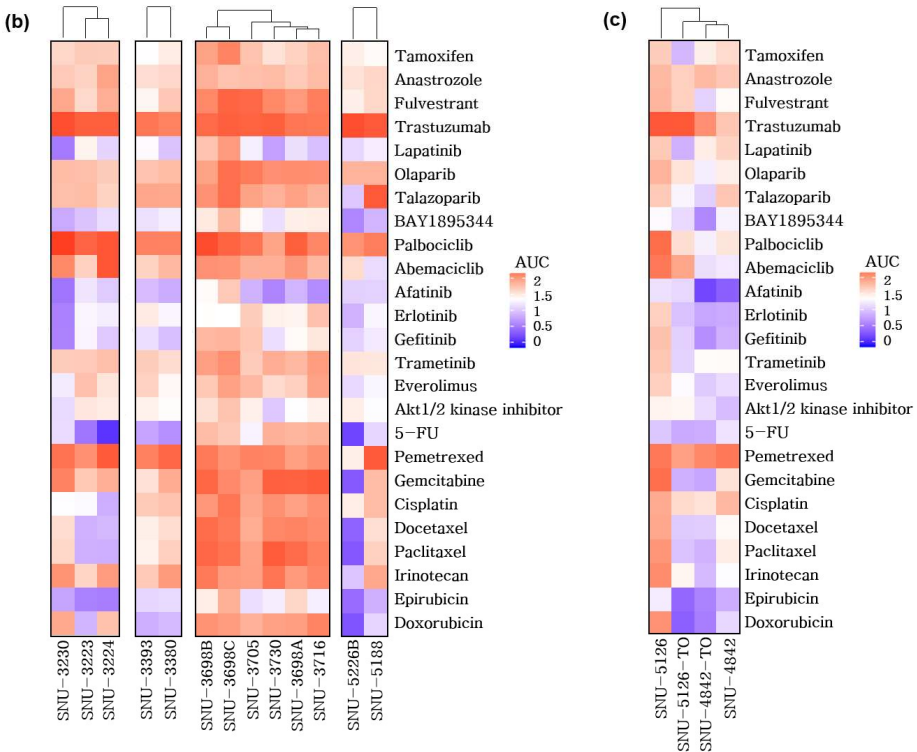 (b)
Tamoxifen
Anastrozole
Fulvestrant
Trastuzumab
Lapatinib
Olaparib
Talazoparib
BAY1895344
Palbociclib
Abemaciclib
Afatinib
Erlotinib
Gefitinib
Trametinib
Everolimus
Akt1/2 kinase inhibitor
5-FU
Pemetrexed
Gemcitabine
Cisplatin
Docetaxel
Paclitaxel
Irinotecan
Epirubicin
Doxorubicin
SNU-3230
SNU-3223
SNU-3224
SNU-3393
SNU-3380
SNU-3698B
SNU-3698C
SNU-3705
SNU-3730
SNU-3698A
SNU-3716
SNU-5226B
SNU-5188
AUC
2
1.5
1
0.5
0
(c)
Tamoxifen
Anastrozole
Fulvestrant
Trastuzumab
Lapatinib
Olaparib
Talazoparib
BAY1895344
Palbociclib
Abemaciclib
Afatinib
Erlotinib
Gefitinib
Trametinib
Everolimus
Akt1/2 kinase inhibitor
5-FU
Pemetrexed
Gemcitabine
Cisplatin
Docetaxel
Paclitaxel
Irinotecan
Epirubicin
Doxorubicin
SNU-5126
SNU-5126-TO
SNU-4842-TO
SNU-4842
AUC
2
1.5
1
0.5
0